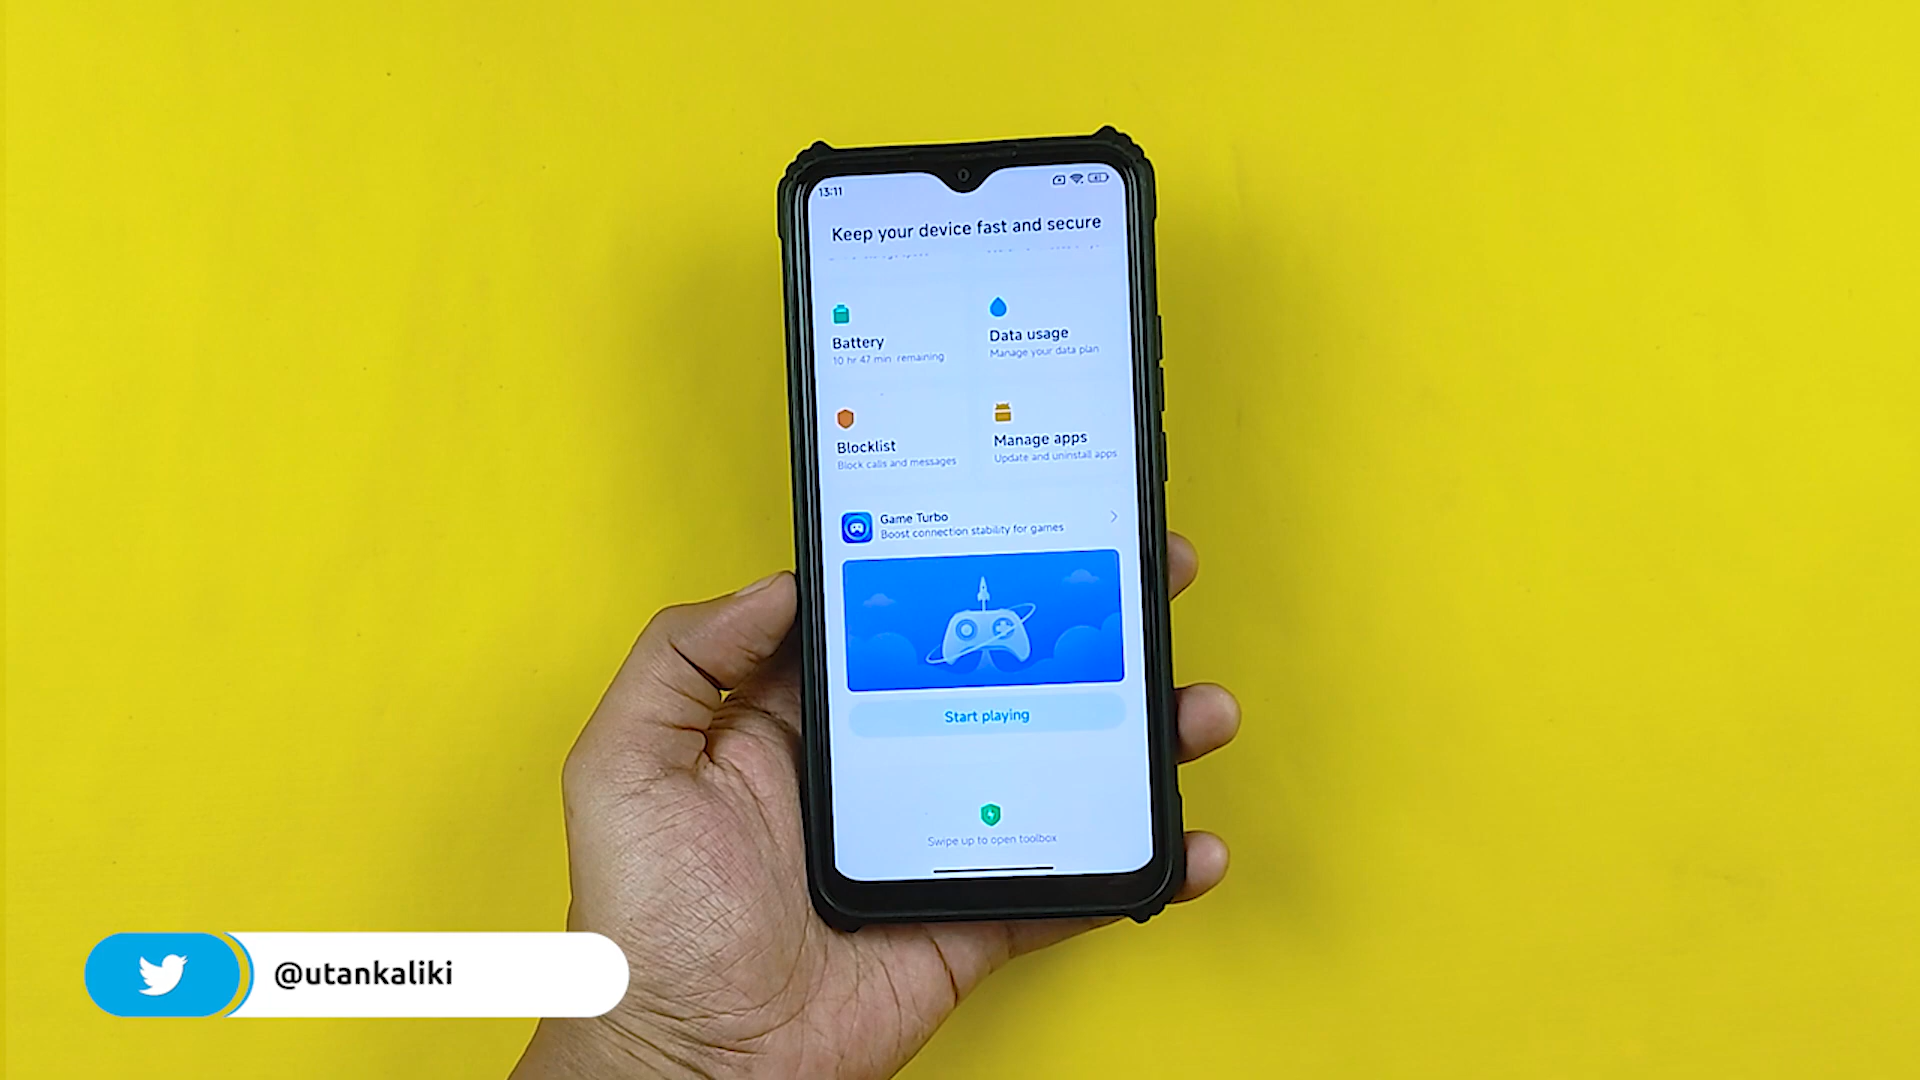 13:11
Keep your device fast and secure
Battery
10 hr 47 min remaining
Data usage
Manage your data plan
Blocklist
Block calls and messages
Manage apps
Update and uninstall apps
Game Turbo
Boost connection stability for games
Start playing
Swipe up to open toolbox
@utankaliki